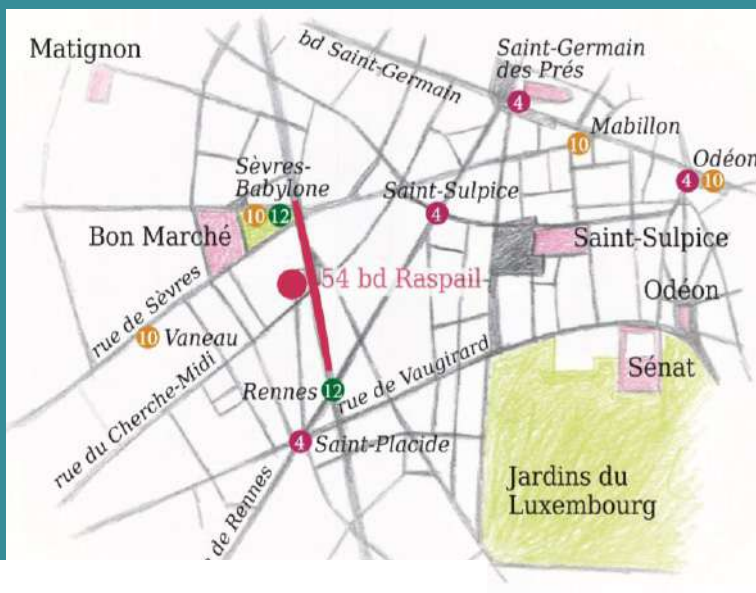 Matignon
bd Saint-Germain
Saint-Germain
des Prés
4
10
Mabillon
Odéon
4 10
Sèvres-
Babylone
10 12
Saint-Sulpice
4
Bon Marché
Saint-Sulpice
54 bd Raspail
Odéon
rue de Sèvres
10 Vaneau
Sénat
rue du Cherche-Midi
Rennes 12
rue de Vaugirard
4 Saint-Placide
Jardins du
Luxembourg
de Rennes